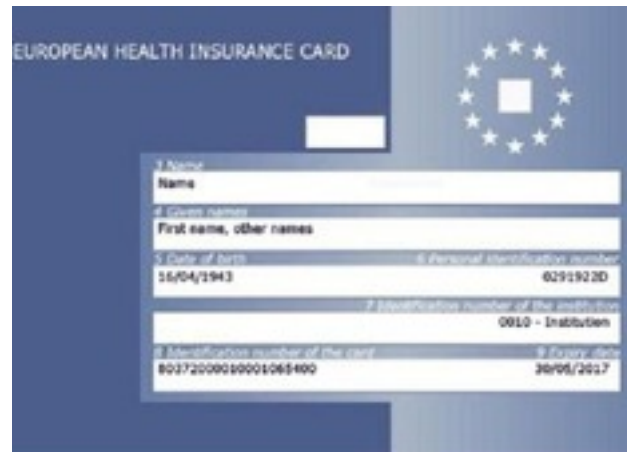 EUROPEAN HEALTH INSURANCE CARD
3 Name
Name
4 Given names
First name, other names
5 Date of birth 6 Personal identification number
16/04/1943 0291922D
7 Identification number of the institution
0010 - Institution
8 Identification number of the card 9 Expiry date
80372000010001065400 30/05/2017